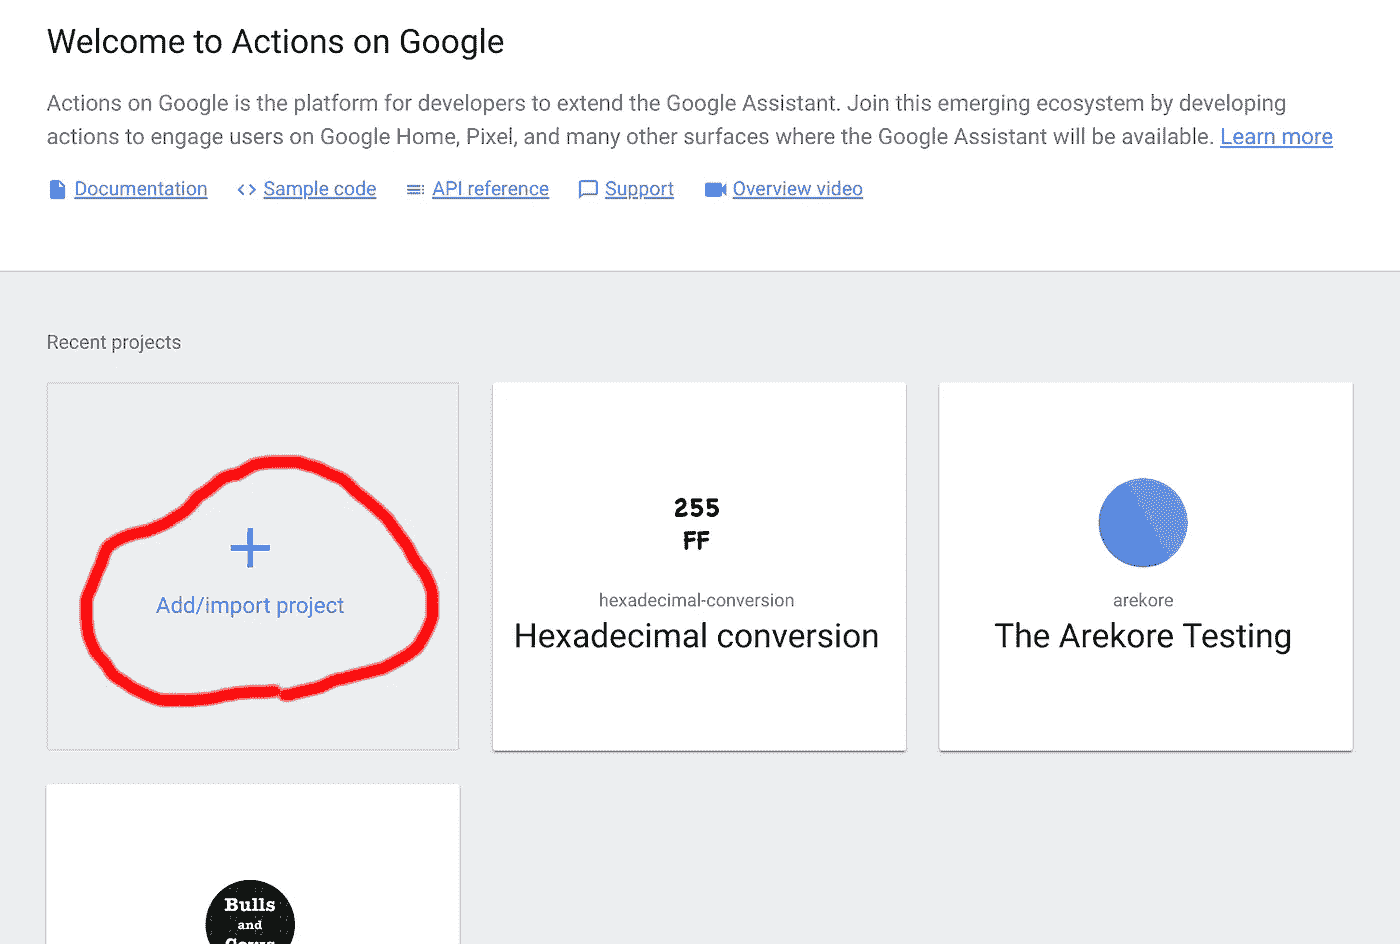 Welcome to Actions on Google
Actions on Google is the platform for developers to extend the Google Assistant. Join this emerging ecosystem by developing
actions to engage users on Google Home, Pixel, and many other surfaces where the Google Assistant will be available. Learn more
Documentation Sample code API reference Support Overview video
Recent projects
Add/import project
255
FF
hexadecimal-conversion
Hexadecimal conversion
arekore
The Arekore Testing
Bulls
and
Cows